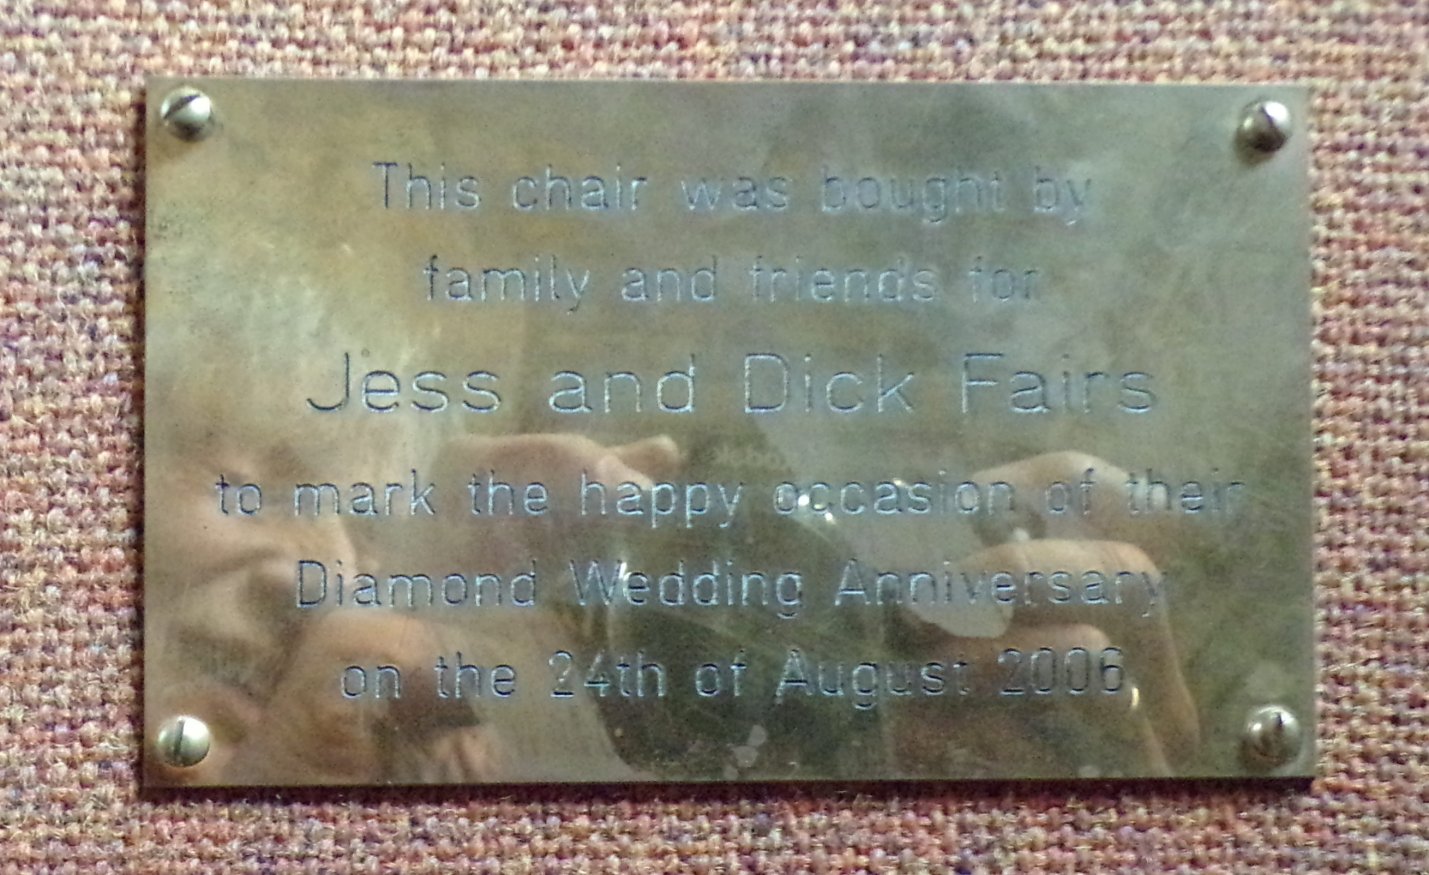 This chair was bought by
family and friends for
Jess and Dick Fairs
to mark the happy occasion of their
Diamond Wedding Anniversary
on the 24th of August 2006